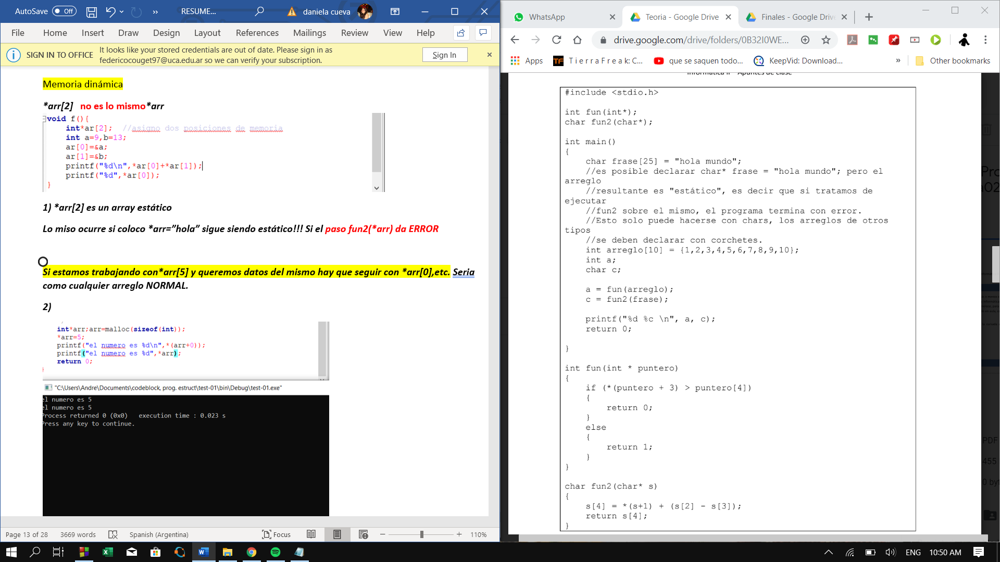 AutoSave Off RESUME... daniela cueva
File Home Insert Draw Design Layout References Mailings Review View Help
SIGN IN TO OFFICE It looks like your stored credentials are out of date. Please sign in as
federicocouget97@uca.edu.ar so we can verify your subscription. Sign In
Memoria dinámica
*arr[2] no es lo mismo*arr
void f(){
int*ar[2]; //asigno dos posiciones de memoria
int a=9,b=13;
ar[0]=&a;
ar[1]=&b;
printf("%d\n",*ar[0]+*ar[1]);
printf("%d",*ar[0]);
}
1) *arr[2] es un array estático
Lo miso ocurre si coloco *arr=”hola” sigue siendo estático!!! Si el paso fun2(*arr) da ERROR
Si estamos trabajando con*arr[5] y queremos datos del mismo hay que seguir con *arr[0],etc. Seria
como cualquier arreglo NORMAL.
2)
int*arr;arr=malloc(sizeof(int));
*arr=5;
printf("el numero es %d\n",*(arr+0));
printf("el numero es %d",*arr);
return 0;
"C:\Users\Andre\Documents\codeblock, prog. estruct\test-01\bin\Debug\test-01.exe"
el numero es 5
el numero es 5
Process returned 0 (0x0) execution time : 0.023 s
Press any key to continue.
Page 13 of 28 3669 words Spanish (Argentina) Focus 110%
WhatsApp Teoria - Google Drive Finales - Google Drive
drive.google.com/drive/folders/0B32I0WE...
Apps T i e r r a F r e a k: C... que se saquen todo... KeepVid: Download... » Other bookmarks
Informática II – Apuntes de clase
#include <stdio.h>
int fun(int*);
char fun2(char*);
int main()
{
char frase[25] = "hola mundo";
//es posible declarar char* frase = "hola mundo"; pero el
arreglo
//resultante es "estático", es decir que si tratamos de
ejecutar
//fun2 sobre el mismo, el programa termina con error.
//Esto solo puede hacerse con chars, los arreglos de otros
tipos
//se deben declarar con corchetes.
int arreglo[10] = {1,2,3,4,5,6,7,8,9,10};
int a;
char c;
a = fun(arreglo);
c = fun2(frase);
printf("%d %c \n", a, c);
return 0;
}
int fun(int * puntero)
{
if (*(puntero + 3) > puntero[4])
{
return 0;
}
else
{
return 1;
}
}
char fun2(char* s)
{
s[4] = *(s+1) + (s[2] - s[3]);
return s[4];
}
PDF
455
0 by
ENG 10:50 AM